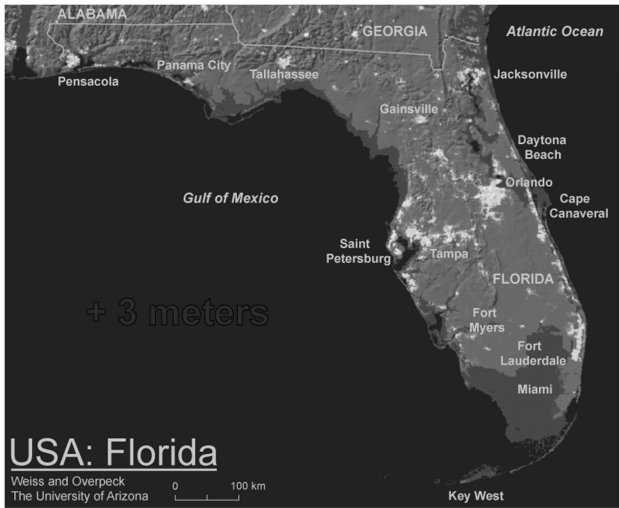 ALABAMA
GEORGIA
Atlantic Ocean
Pensacola
Panama City
Tallahassee
Jacksonville
Gainsville
Daytona
Beach
Orlando
Cape
Canaveral
Gulf of Mexico
Saint
Petersburg
Tampa
FLORIDA
+ 3 meters
Fort
Myers
Fort
Lauderdale
Miami
USA: Florida
Weiss and Overpeck
The University of Arizona
0 100 km
Key West